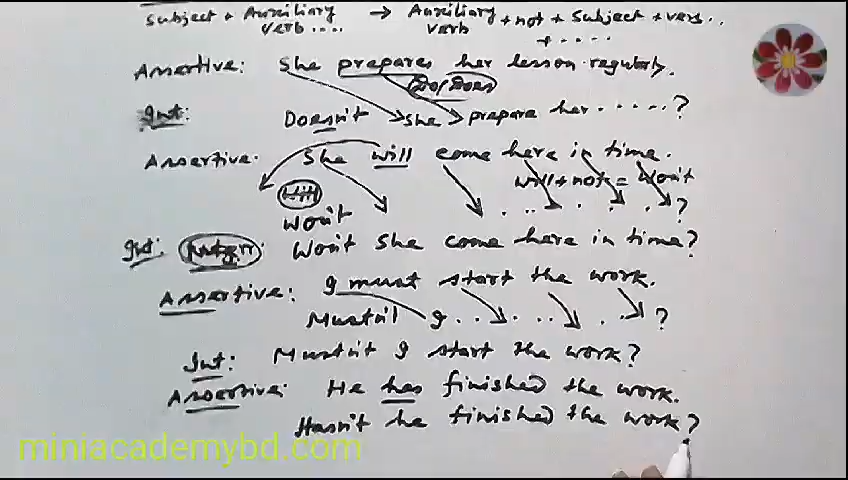 Subject + Auxiliary verb .... → Auxiliary verb + not + Subject + verb..
+ .....
Assertive: She prepares her lesson regularly.
Do/Does
Int: Doesn't she prepare her .....?
Assertive. She will come here in time.
will + not = won't
will
won't .. .. . . ?
Int: Won't she come here in time?
Assertive: I must start the work.
Mustn't I .. ... . . ?
Int: Mustn't I start the work?
Assertive: He has finished the work.
Hasn't he finished the work?
miniacademybd.com